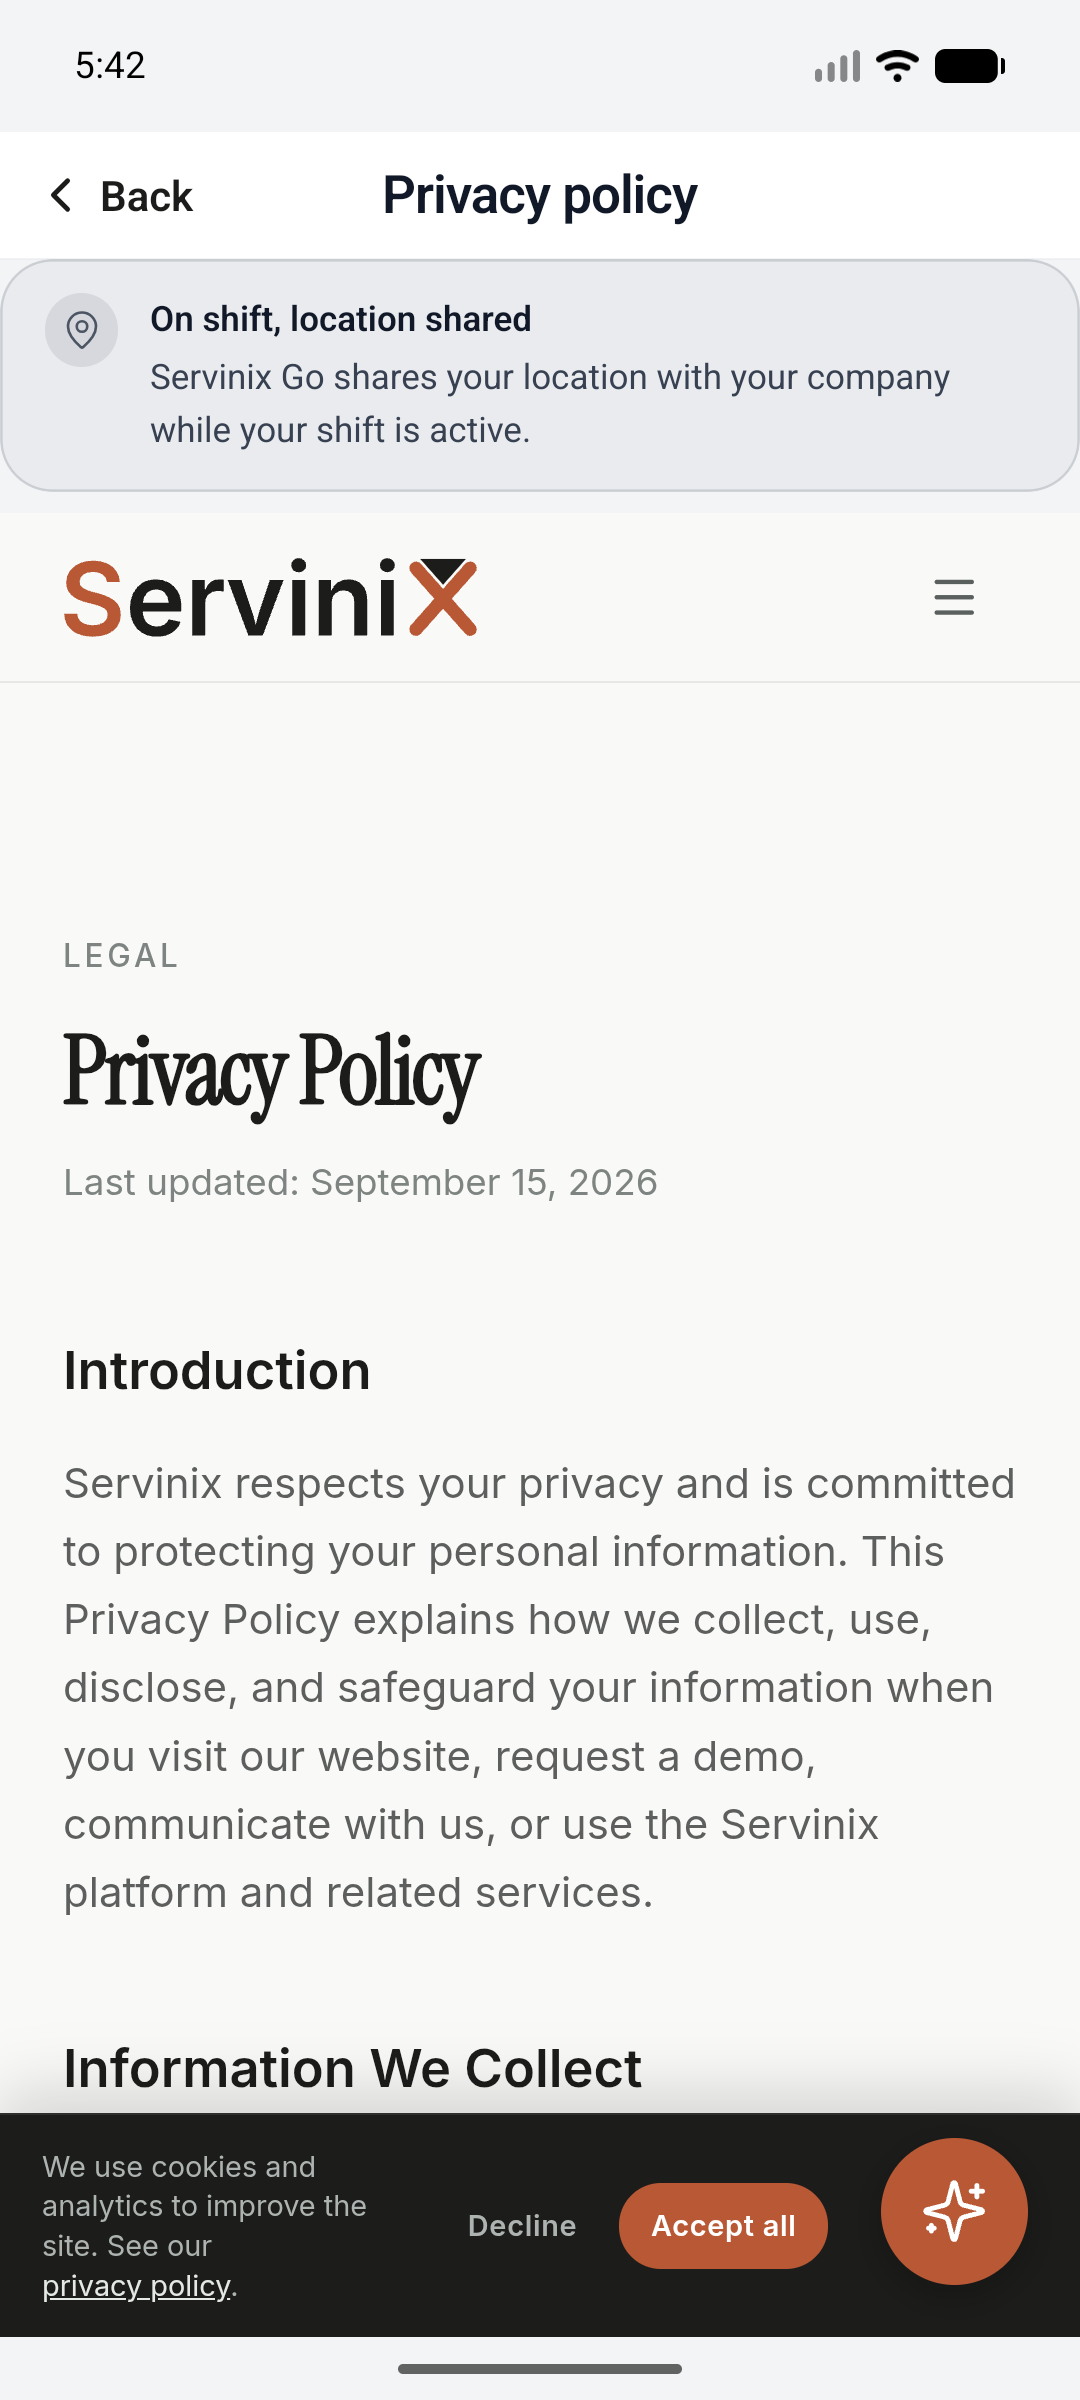 5:42
Back
Privacy policy
On shift, location shared
Servinix Go shares your location with your company
while your shift is active.
Servinix
LEGAL
Privacy Policy
Last updated: September 15, 2026
Introduction
Servinix respects your privacy and is committed
to protecting your personal information. This
Privacy Policy explains how we collect, use,
disclose, and safeguard your information when
you visit our website, request a demo,
communicate with us, or use the Servinix
platform and related services.
Information We Collect
We use cookies and
analytics to improve the
site. See our
privacy policy.
Decline
Accept all